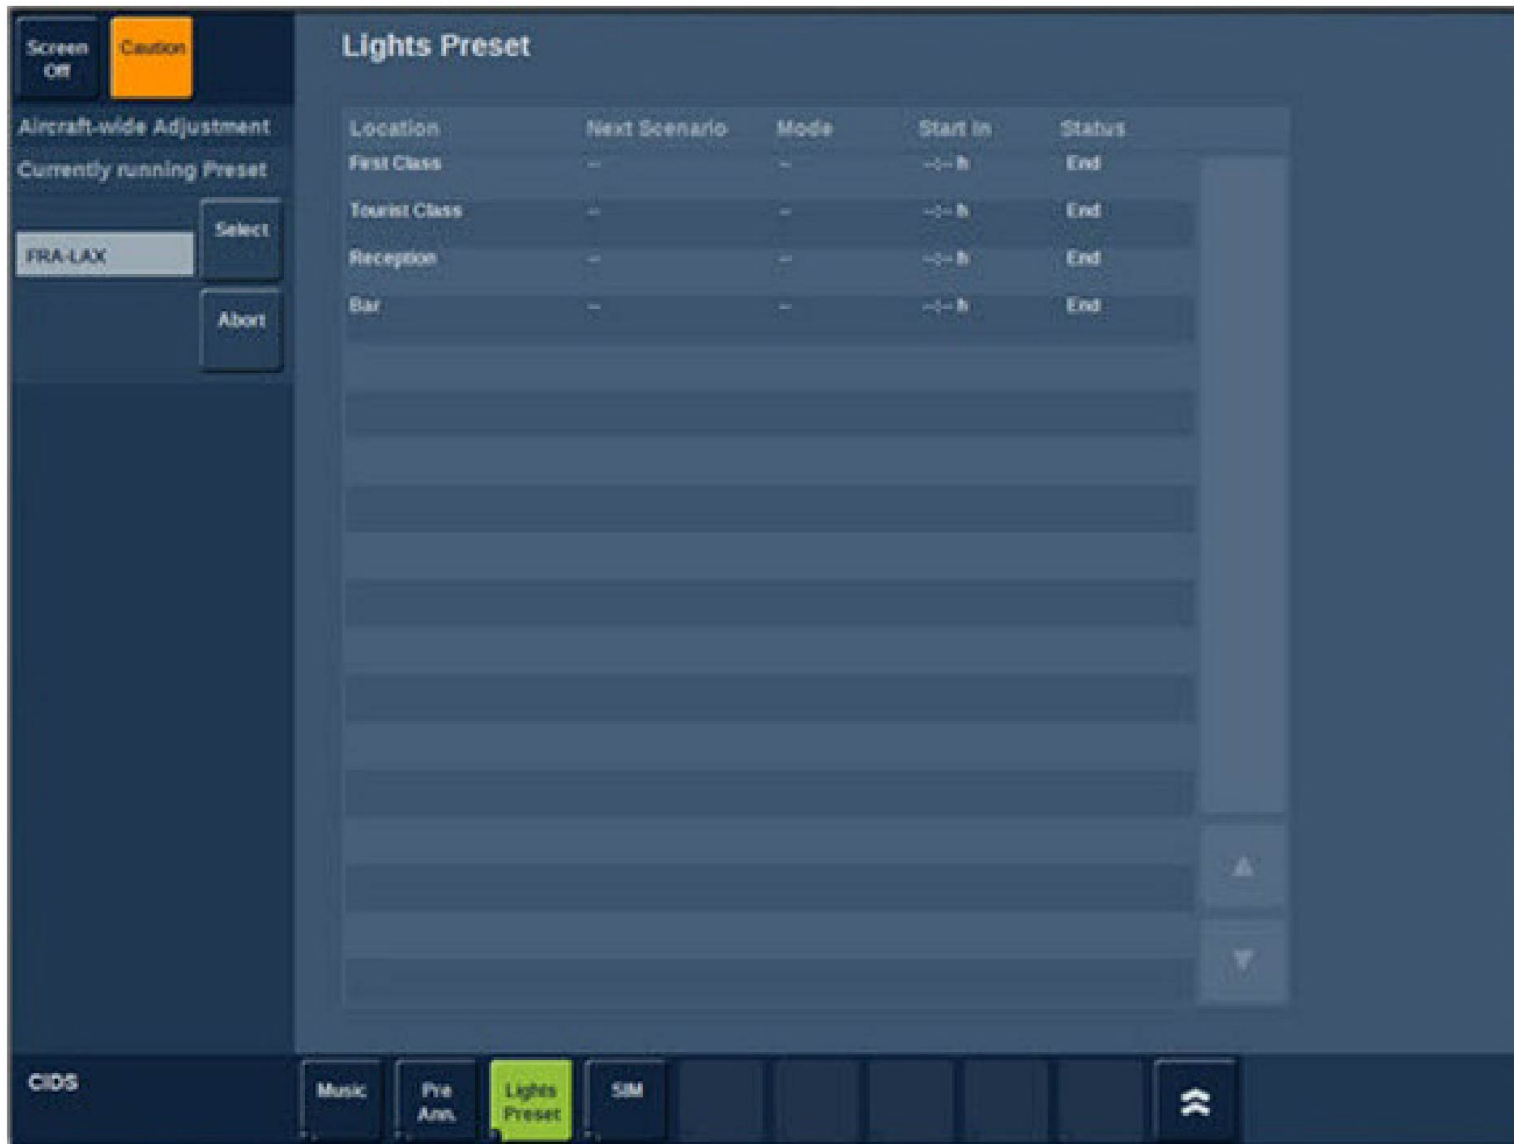 Screen
Off
Caution
Lights Preset
Aircraft-wide Adjustment
Currently running Preset
FRA-LAX
Select
Abort
Location Next Scenario Mode Start In Status
First Class -- -- --:-- h End
Tourist Class -- -- --:-- h End
Reception -- -- --:-- h End
Bar -- -- --:-- h End
CIDS
Music
Pre
Ann.
Lights
Preset
SIM